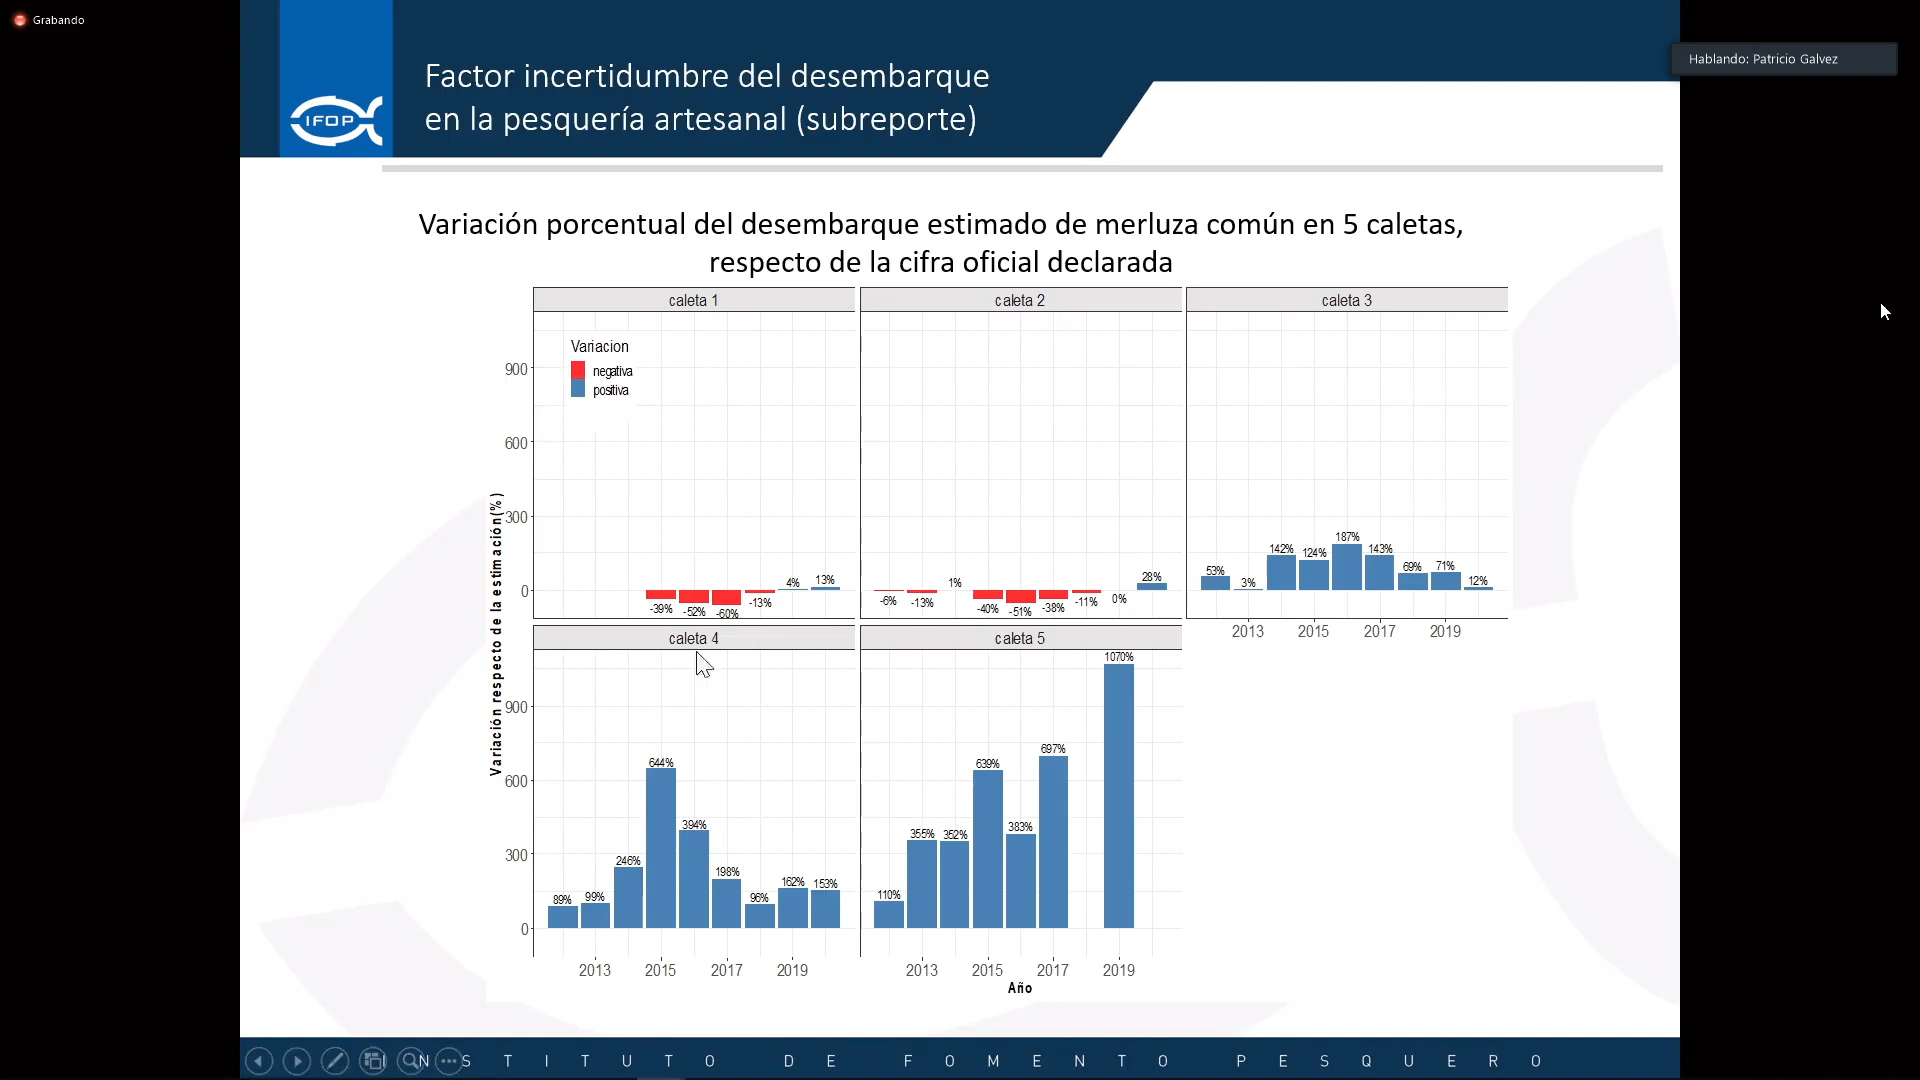 Grabando
Hablando: Patricio Galvez
IFOP
Factor incertidumbre del desembarque
en la pesquería artesanal (subreporte)
Variación porcentual del desembarque estimado de merluza común en 5 caletas,
respecto de la cifra oficial declarada
caleta 1
Variacion
negativa
positiva
900
600
300
0
-39% -52% -60% -13% 4% 13%
caleta 2
-6% -13% 1% -40% -51% -38% -11% 0% 28%
caleta 3
53% 3% 142% 124% 187% 143% 69% 71% 12%
2013 2015 2017 2019
Variación respecto de la estimación(%)
caleta 4
900
600
300
0
89% 99% 246% 644% 394% 198% 96% 162% 153%
2013 2015 2017 2019
caleta 5
110% 355% 352% 639% 383% 697% 1070%
2013 2015 2017 2019
Año
INSTITUTO DE FOMENTO PESQUERO